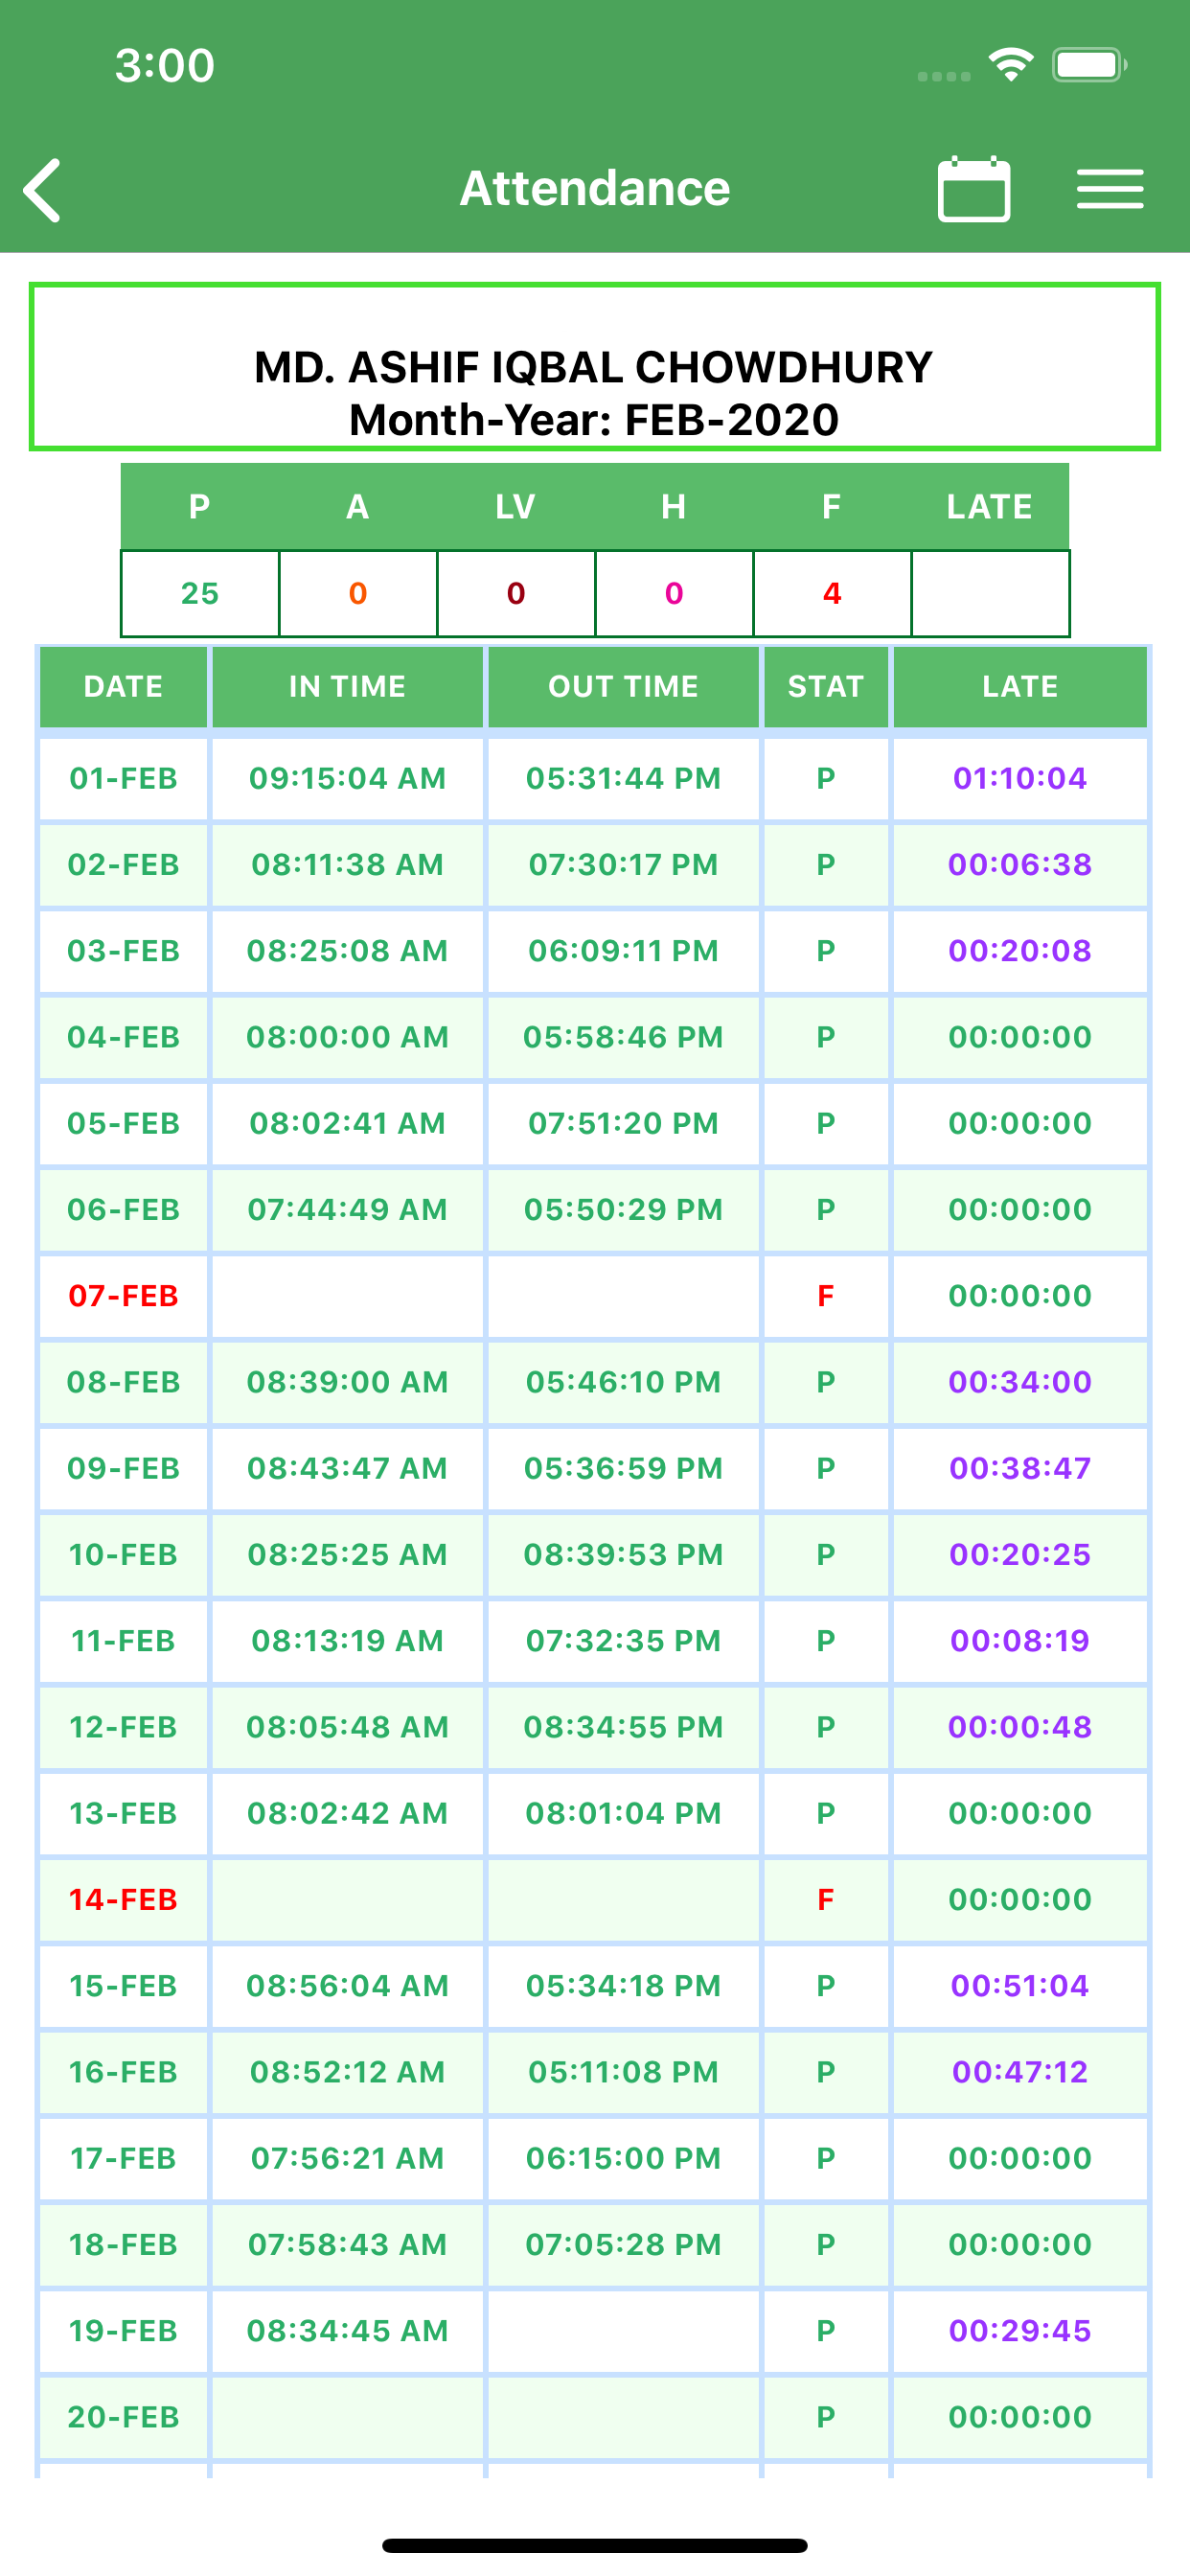 3:00
Attendance
MD. ASHIF IQBAL CHOWDHURY
Month-Year: FEB-2020
P A LV H F LATE
25 0 0 0 4
DATE IN TIME OUT TIME STAT LATE
01-FEB 09:15:04 AM 05:31:44 PM P 01:10:04
02-FEB 08:11:38 AM 07:30:17 PM P 00:06:38
03-FEB 08:25:08 AM 06:09:11 PM P 00:20:08
04-FEB 08:00:00 AM 05:58:46 PM P 00:00:00
05-FEB 08:02:41 AM 07:51:20 PM P 00:00:00
06-FEB 07:44:49 AM 05:50:29 PM P 00:00:00
07-FEB F 00:00:00
08-FEB 08:39:00 AM 05:46:10 PM P 00:34:00
09-FEB 08:43:47 AM 05:36:59 PM P 00:38:47
10-FEB 08:25:25 AM 08:39:53 PM P 00:20:25
11-FEB 08:13:19 AM 07:32:35 PM P 00:08:19
12-FEB 08:05:48 AM 08:34:55 PM P 00:00:48
13-FEB 08:02:42 AM 08:01:04 PM P 00:00:00
14-FEB F 00:00:00
15-FEB 08:56:04 AM 05:34:18 PM P 00:51:04
16-FEB 08:52:12 AM 05:11:08 PM P 00:47:12
17-FEB 07:56:21 AM 06:15:00 PM P 00:00:00
18-FEB 07:58:43 AM 07:05:28 PM P 00:00:00
19-FEB 08:34:45 AM P 00:29:45
20-FEB P 00:00:00